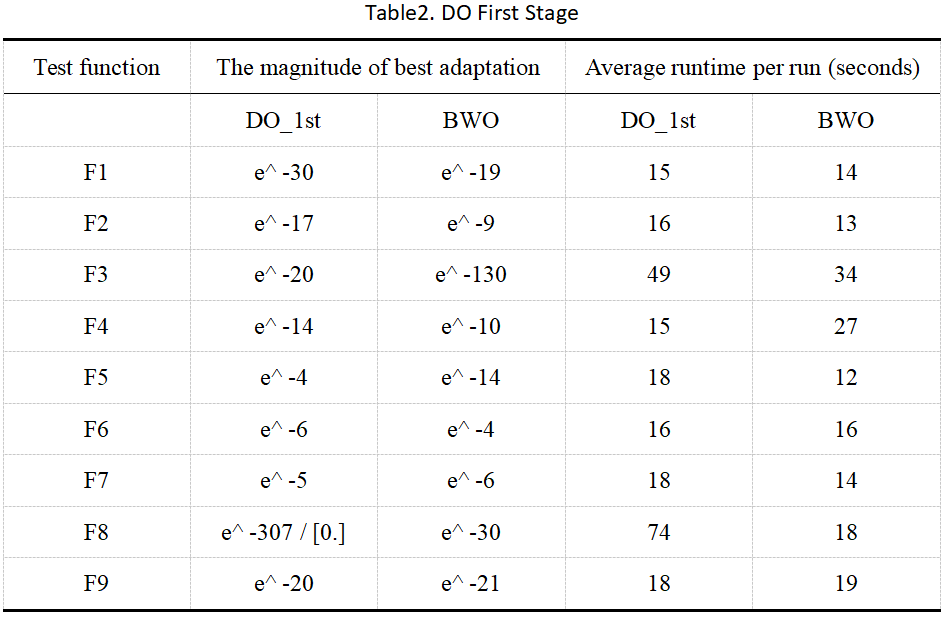 Table2. DO First Stage
Test function The magnitude of best adaptation Average runtime per run (seconds)
DO_1st BWO DO_1st BWO
F1 e^ -30 e^ -19 15 14
F2 e^ -17 e^ -9 16 13
F3 e^ -20 e^ -130 49 34
F4 e^ -14 e^ -10 15 27
F5 e^ -4 e^ -14 18 12
F6 e^ -6 e^ -4 16 16
F7 e^ -5 e^ -6 18 14
F8 e^ -307 / [0.] e^ -30 74 18
F9 e^ -20 e^ -21 18 19